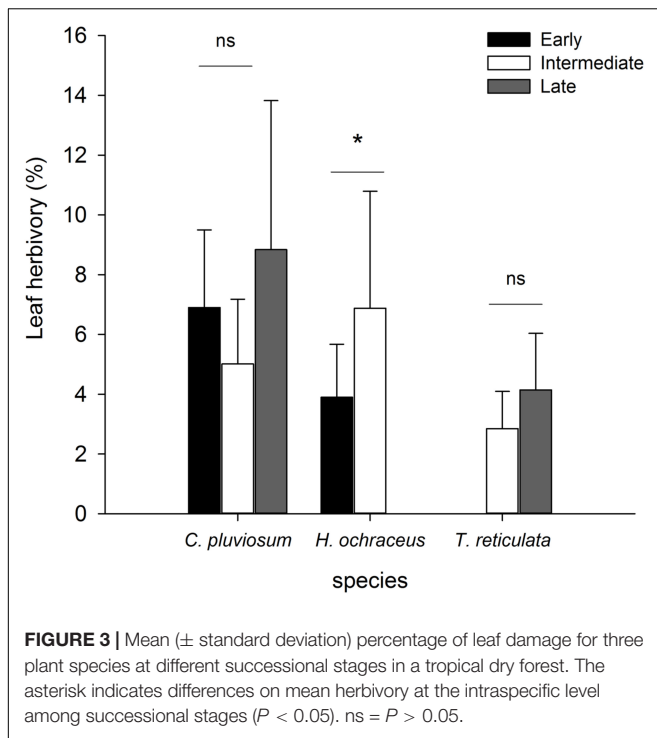 16
14
12
10
8
6
4
2
0
Leaf herbivory (%)
ns
*
ns
Early
Intermediate
Late
C. pluviosum H. ochraceus T. reticulata
species
FIGURE 3 | Mean (± standard deviation) percentage of leaf damage for three
plant species at different successional stages in a tropical dry forest. The
asterisk indicates differences on mean herbivory at the intraspecific level
among successional stages (P < 0.05). ns = P > 0.05.